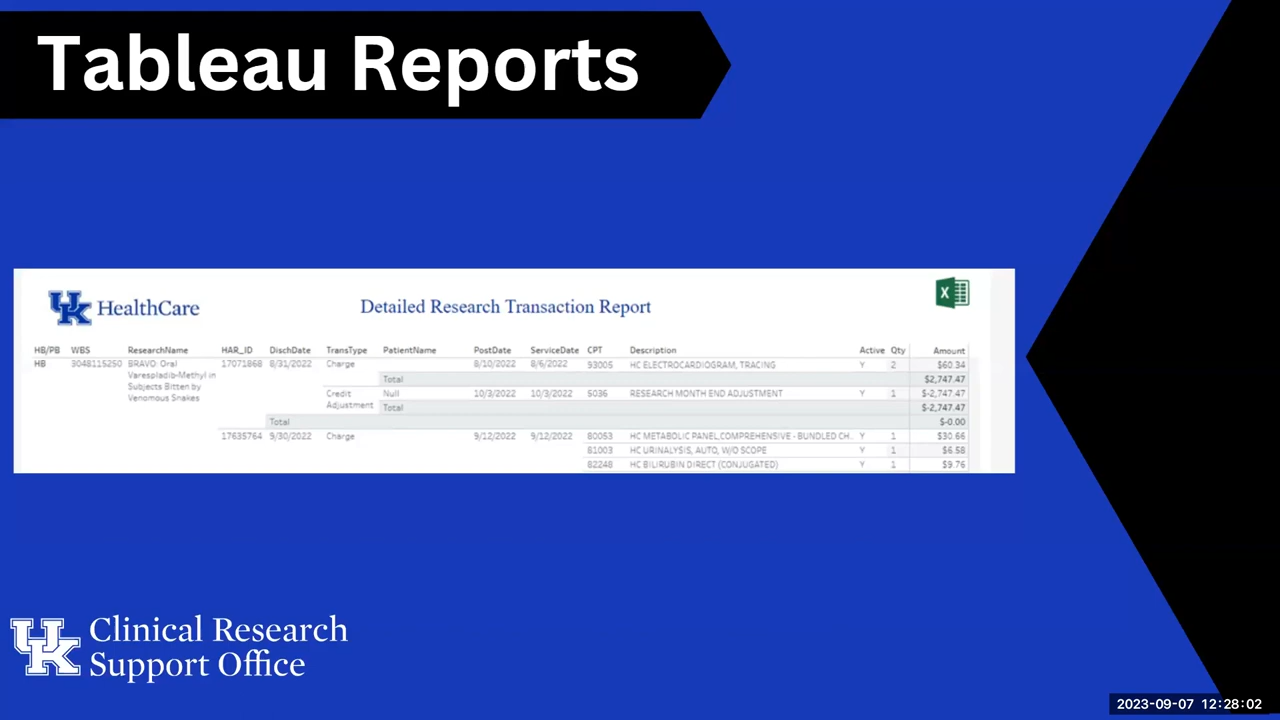 Tableau Reports
UK HealthCare
Detailed Research Transaction Report
HB/PB WBS ResearchName HAR_ID DischDate TransType PatientName PostDate ServiceDate CPT Description Active Qty Amount
HB 3048115250 BRAVO: Oral 17071868 8/31/2022 Charge 8/10/2022 8/6/2022 93005 HC ELECTROCARDIOGRAM, TRACING Y 2 $60.34
Varespladib-Methyl in
Subjects Bitten by
Venomous Snakes
Total $2,747.47
Credit Null 10/3/2022 10/3/2022 5036 RESEARCH MONTH END ADJUSTMENT Y 1 $-2,747.47
Adjustment Total $-2,747.47
Total $-0.00
17635764 9/30/2022 Charge 9/12/2022 9/12/2022 80053 HC METABOLIC PANEL,COMPREHENSIVE - BUNDLED CH.. Y 1 $30.66
81003 HC URINALYSIS, AUTO, W/O SCOPE Y 1 $6.58
82248 HC BILIRUBIN DIRECT (CONJUGATED) Y 1 $9.76
UK Clinical Research
Support Office
2023-09-07 12:28:02